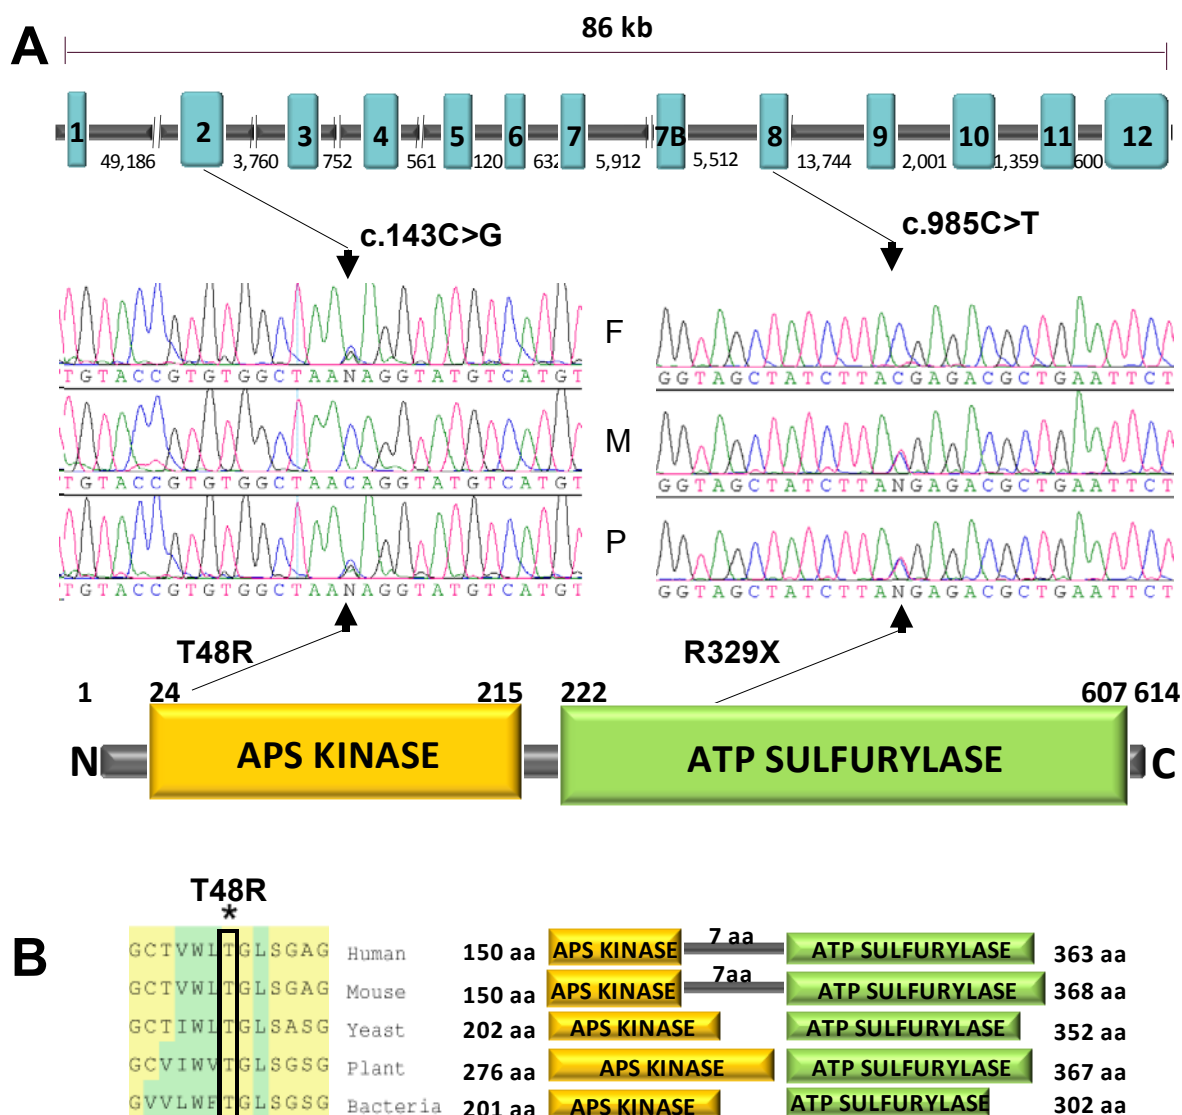 A
86 kb
1 2 3 4 5 6 7 7B 8 9 10 11 12
49,186 3,760 752 561 120 632 5,912 5,512 13,744 2,001 1,359 600
c.143C>G
c.985C>T
F
TGTACCGTGTGGCTAANAGGTATGTCATGT
GGTAGCTATCTTACGAGACGCTGAATTCT
M
TGTACCGTGTGGCTAACAGGTATGTCATGT
GGTAGCTATCTTANGAGACGCTGAATTCT
P
TGTACCGTGTGGCTAANAGGTATGTCATGT
GGTAGCTATCTTANGAGACGCTGAATTCT
T48R
R329X
1 24 215 222 607 614
N APS KINASE ATP SULFURYLASE C
B
T48R
*
GCTVWLTGLSGAG Human 150 aa APS KINASE 7 aa ATP SULFURYLASE 363 aa
GCTVWLTGLSGAG Mouse 150 aa APS KINASE 7aa ATP SULFURYLASE 368 aa
GCTIWLTGLSASG Yeast 202 aa APS KINASE ATP SULFURYLASE 352 aa
GCVIWVTGLSGSG Plant 276 aa APS KINASE ATP SULFURYLASE 367 aa
GVVLWFTGLSGSG Bacteria 201 aa APS KINASE ATP SULFURYLASE 302 aa